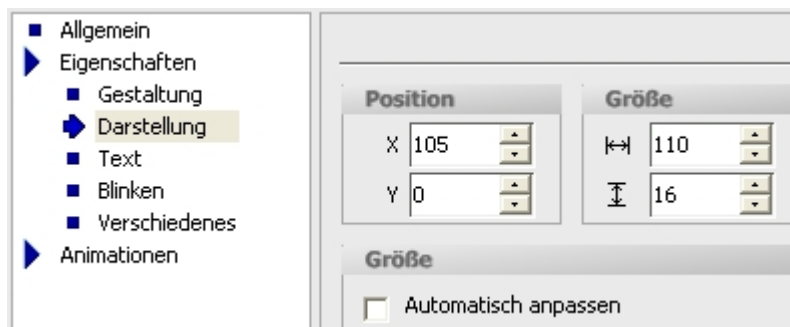 Allgemein
Eigenschaften
Gestaltung
Darstellung
Text
Blinken
Verschiedenes
Animationen
Position
X 105
Y 0
Größe
110
16
Größe
Automatisch anpassen